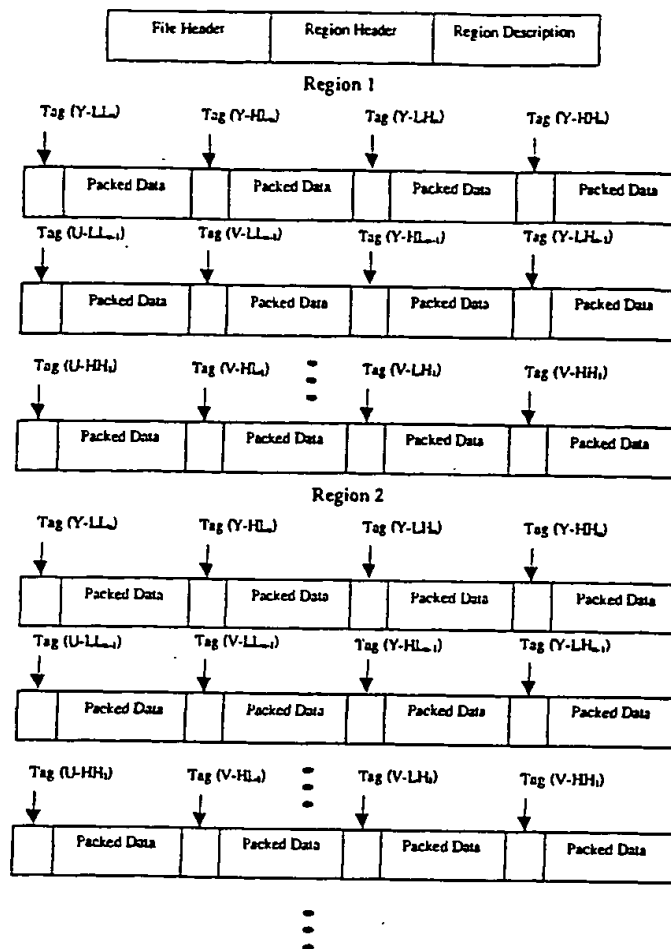 File Header Region Header Region Description
Region 1
Tag (Y-LLₙ) Tag (Y-HLₙ) Tag (Y-LHₙ) Tag (Y-HHₙ)
Packed Data Packed Data Packed Data Packed Data
Tag (U-LLₙ₋₁) Tag (V-LLₙ₋₁) Tag (Y-HLₙ₋₁) Tag (Y-LHₙ₋₁)
Packed Data Packed Data Packed Data Packed Data
Tag (U-HH₁) Tag (V-HL₁) Tag (V-LH₁) Tag (V-HH₁)
Packed Data Packed Data Packed Data Packed Data
Region 2
Tag (Y-LLₙ) Tag (Y-HLₙ) Tag (Y-LHₙ) Tag (Y-HHₙ)
Packed Data Packed Data Packed Data Packed Data
Tag (U-LLₙ₋₁) Tag (V-LLₙ₋₁) Tag (Y-HLₙ₋₁) Tag (Y-LHₙ₋₁)
Packed Data Packed Data Packed Data Packed Data
Tag (U-HH₁) Tag (V-HL₁) Tag (V-LH₁) Tag (V-HH₁)
Packed Data Packed Data Packed Data Packed Data